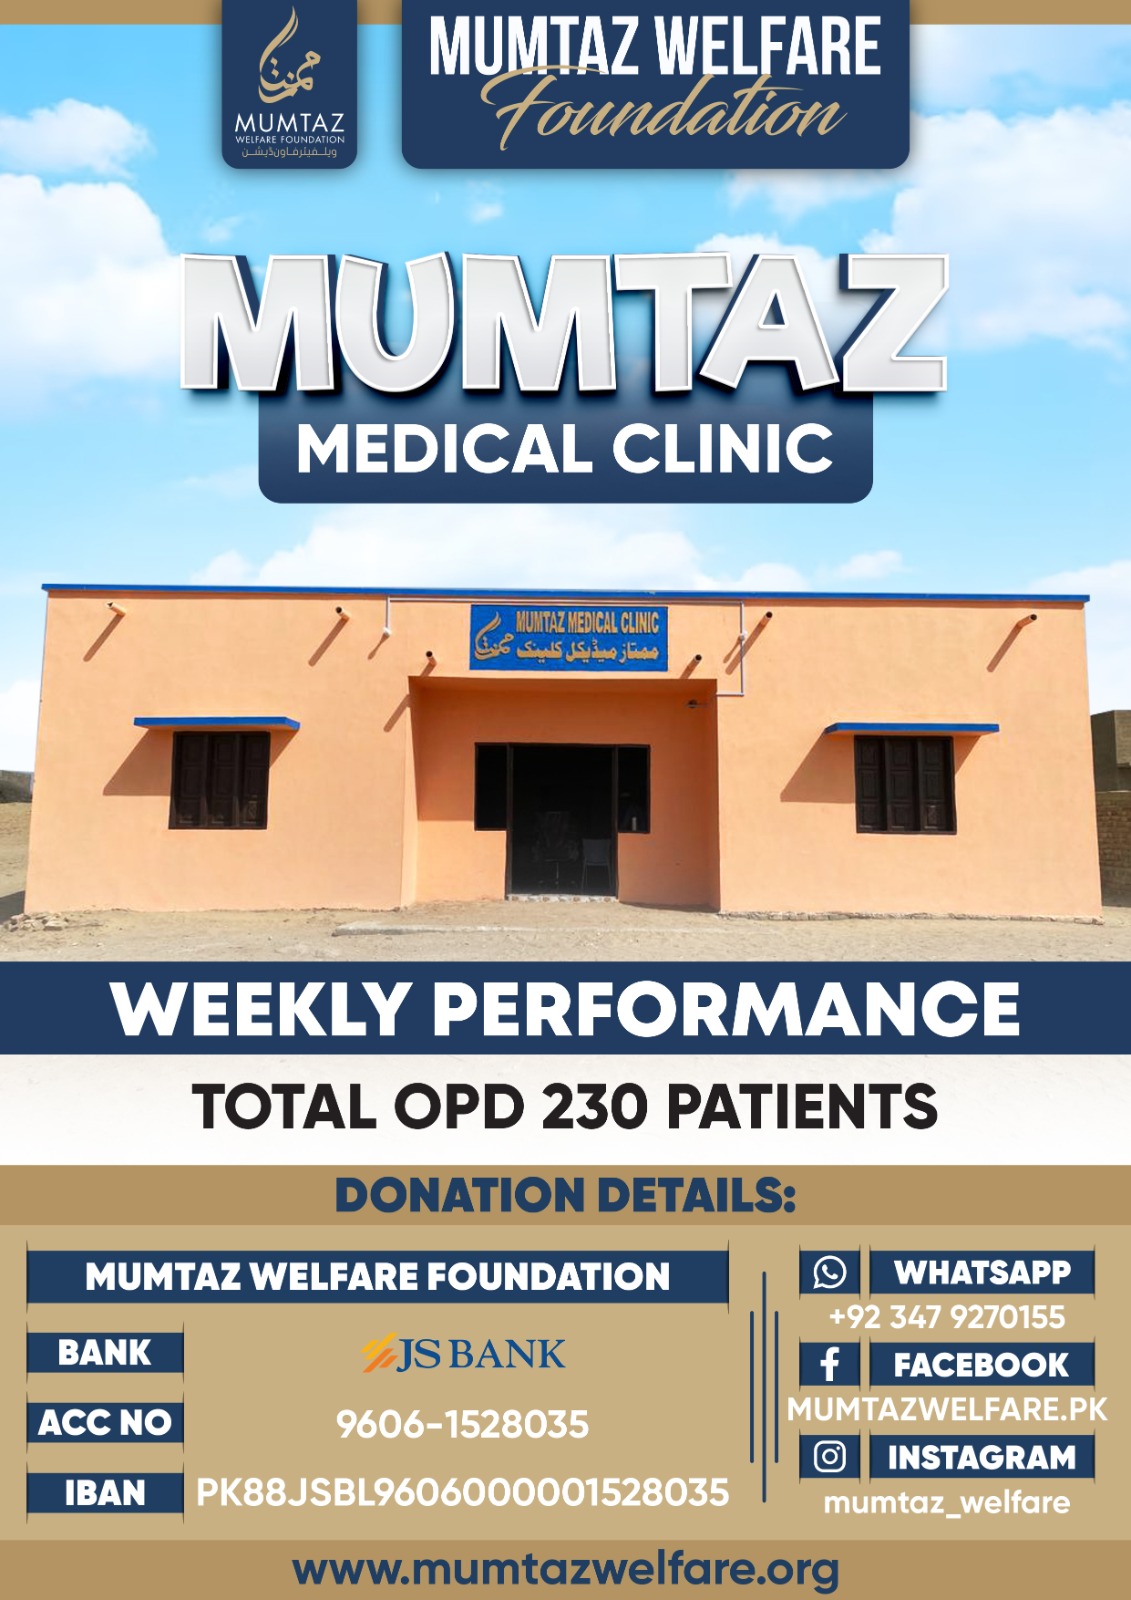 ممتاز
MUMTAZ
WELFARE FOUNDATION
ویلفیئر فاونڈیشن
MUMTAZ WELFARE
Foundation
MUMTAZ
MEDICAL CLINIC
ممتاز
MUMTAZ MEDICAL CLINIC
ممتاز میڈیکل کلینک
WEEKLY PERFORMANCE
TOTAL OPD 230 PATIENTS
DONATION DETAILS:
MUMTAZ WELFARE FOUNDATION
BANK
JS BANK
ACC NO
9606-1528035
IBAN
PK88JSBL9606000001528035
WHATSAPP
+92 347 9270155
FACEBOOK
MUMTAZWELFARE.PK
INSTAGRAM
mumtaz_welfare
www.mumtazwelfare.org